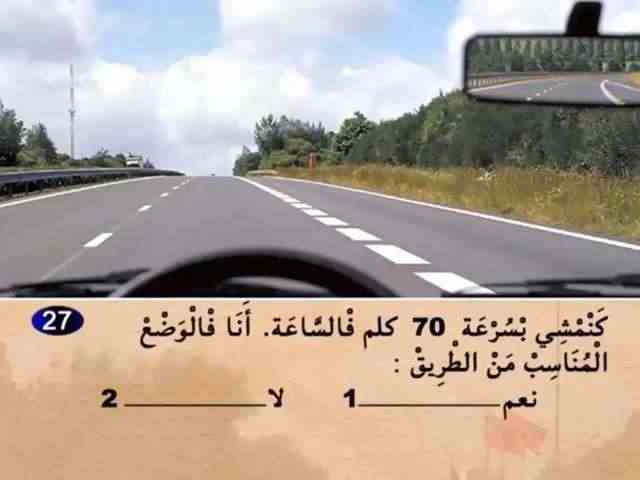 27
كَنْمْشِي بْسُرْعَة 70 كلم فْالسَّاعَة. أَنَا فْالْوَضْعْ
الْمُنَاسِبْ مَنْ الطْرِيقْ :
نعم 1 لا 2